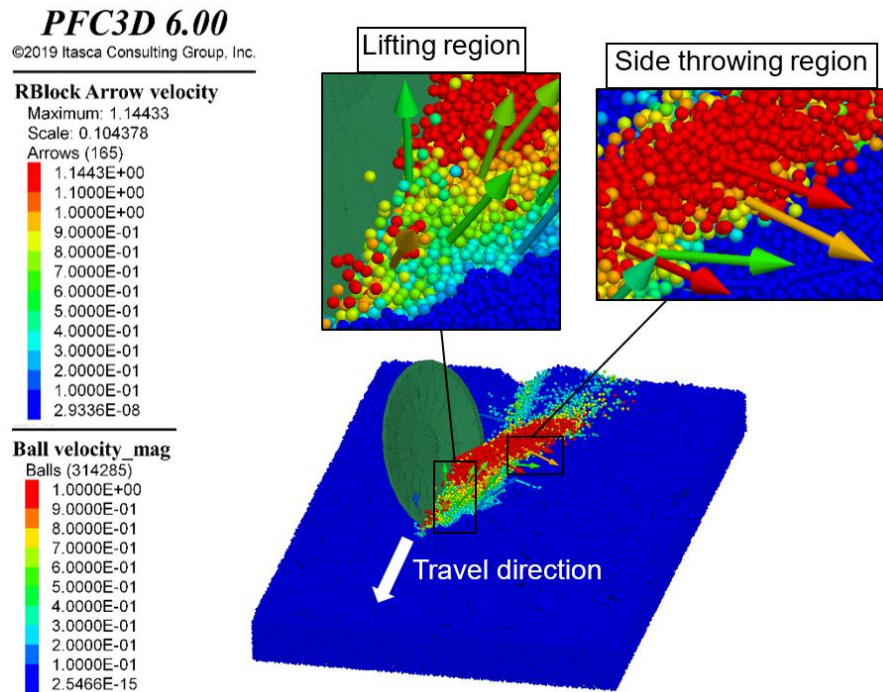 PFC3D 6.00
©2019 Itasca Consulting Group, Inc.
RBlock Arrow velocity
Maximum: 1.14433
Scale: 0.104378
Arrows (165)
1.1443E+00
1.1000E+00
1.0000E+00
9.0000E-01
8.0000E-01
7.0000E-01
6.0000E-01
5.0000E-01
4.0000E-01
3.0000E-01
2.0000E-01
1.0000E-01
2.9336E-08
Ball velocity_mag
Balls (314285)
1.0000E+00
9.0000E-01
8.0000E-01
7.0000E-01
6.0000E-01
5.0000E-01
4.0000E-01
3.0000E-01
2.0000E-01
1.0000E-01
2.5466E-15
Lifting region
Side throwing region
Travel direction